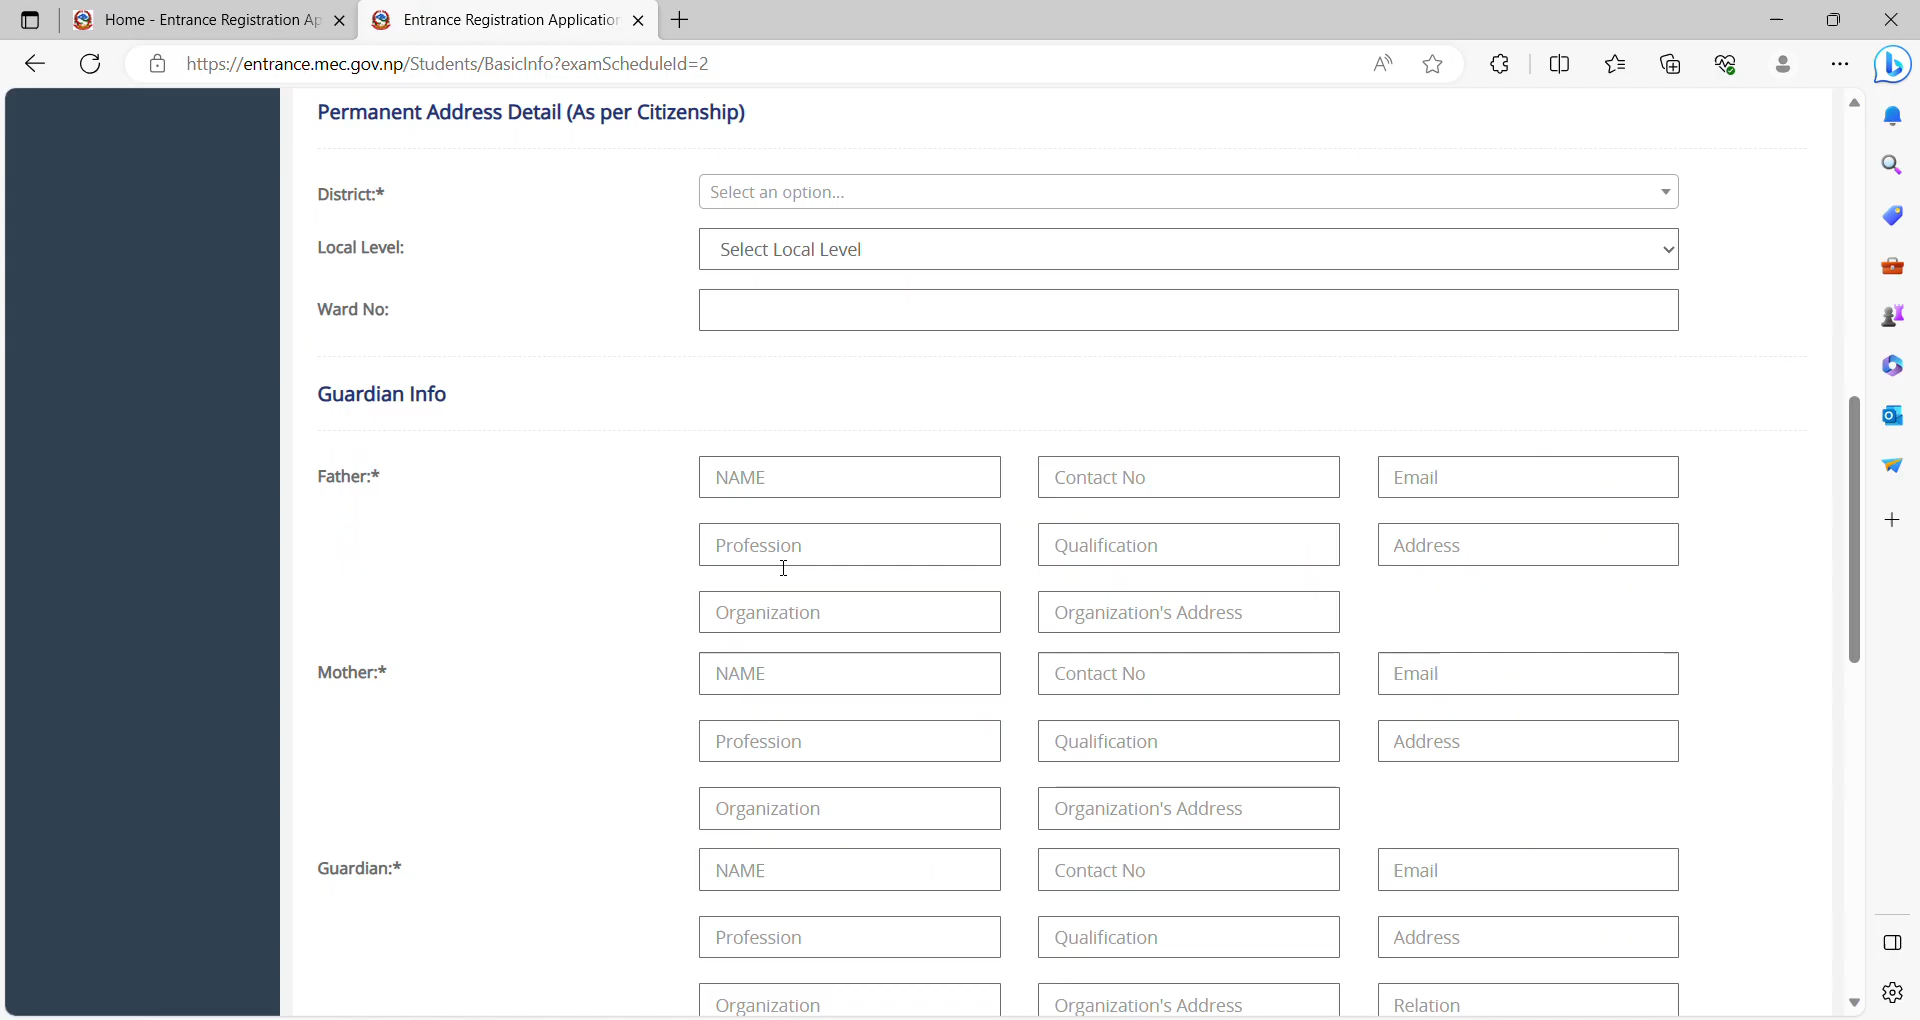 Home - Entrance Registration Ap
Entrance Registration Application
https://entrance.mec.gov.np/Students/BasicInfo?examScheduleId=2
Permanent Address Detail (As per Citizenship)
District:* Select an option...
Local Level: Select Local Level
Ward No:
Guardian Info
Father:* NAME Contact No Email
Profession Qualification Address
Organization Organization's Address
Mother:* NAME Contact No Email
Profession Qualification Address
Organization Organization's Address
Guardian:* NAME Contact No Email
Profession Qualification Address
Organization Organization's Address Relation